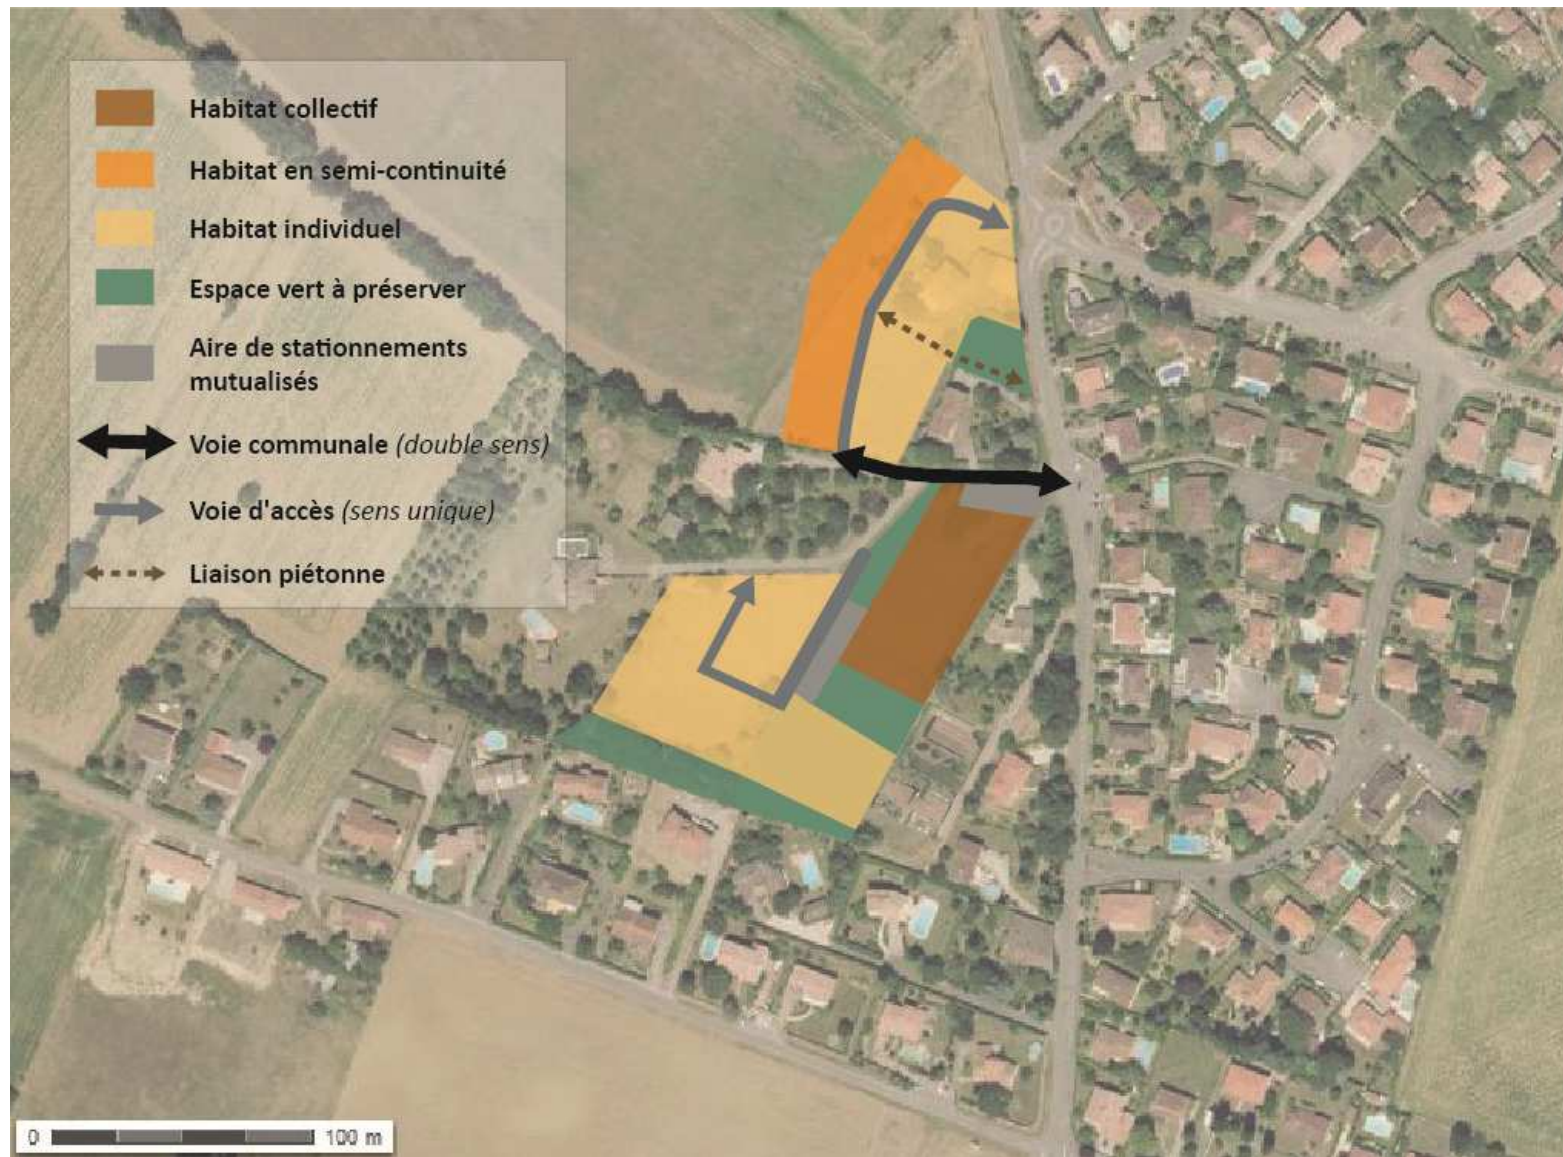 Habitat collectif
Habitat en semi-continuité
Habitat individuel
Espace vert à préserver
Aire de stationnements
mutualisés
Voie communale (double sens)
Voie d'accès (sens unique)
Liaison piétonne
0 100 m